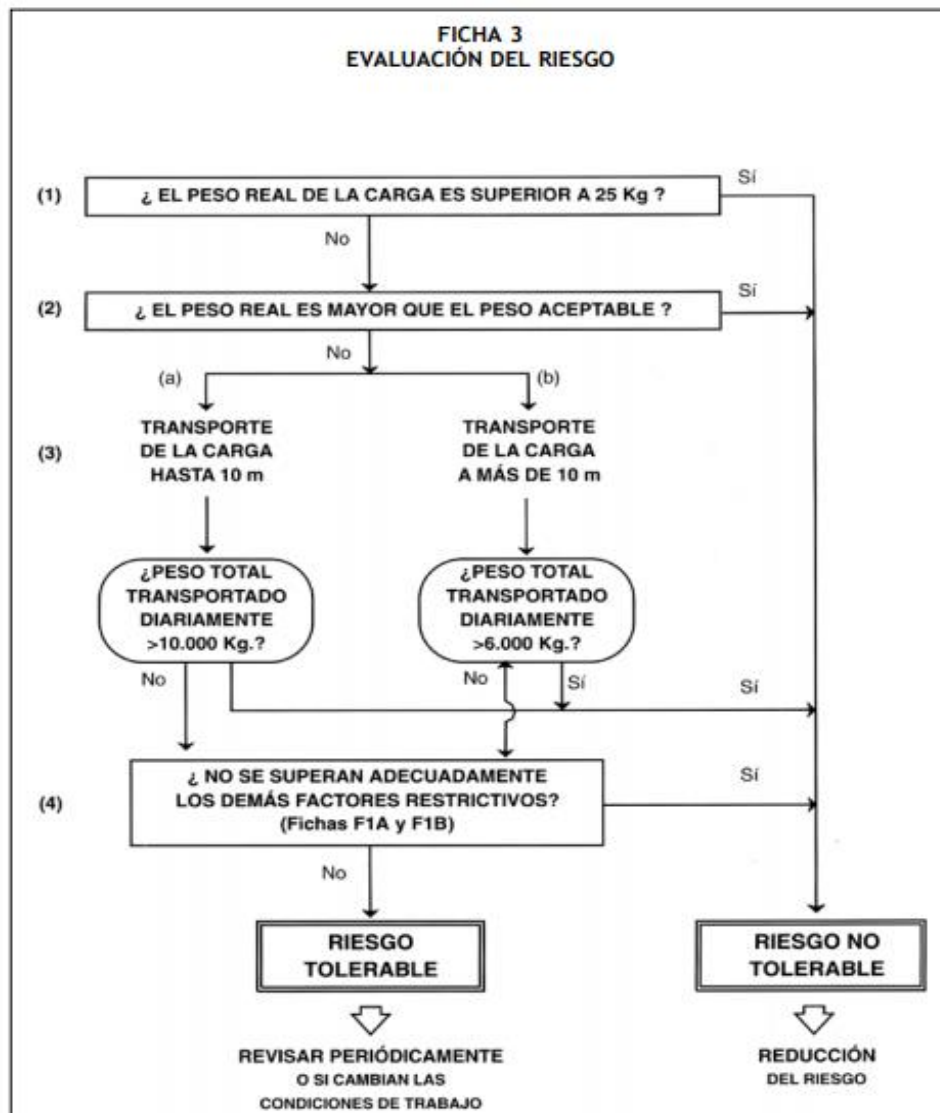 FICHA 3
EVALUACIÓN DEL RIESGO
(1)
¿ EL PESO REAL DE LA CARGA ES SUPERIOR A 25 Kg ?
Sí
No
(2)
¿ EL PESO REAL ES MAYOR QUE EL PESO ACEPTABLE ?
Sí
No
(a)
(b)
(3)
TRANSPORTE
DE LA CARGA
HASTA 10 m
TRANSPORTE
DE LA CARGA
A MÁS DE 10 m
¿PESO TOTAL
TRANSPORTADO
DIARIAMENTE
>10.000 Kg.?
¿PESO TOTAL
TRANSPORTADO
DIARIAMENTE
>6.000 Kg.?
No
No
Sí
Sí
(4)
¿ NO SE SUPERAN ADECUADAMENTE
LOS DEMÁS FACTORES RESTRICTIVOS?
(Fichas F1A y F1B)
Sí
No
RIESGO
TOLERABLE
RIESGO NO
TOLERABLE
REVISAR PERIÓDICAMENTE
O SI CAMBIAN LAS
CONDICIONES DE TRABAJO
REDUCCIÓN
DEL RIESGO